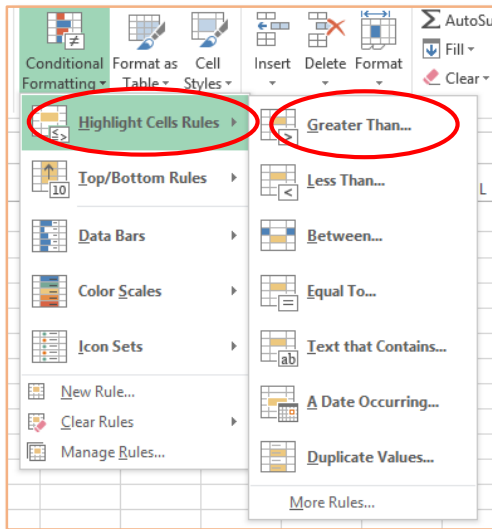 Conditional Format as Cell Insert Delete Format
Formatting Table Styles
AutoSu
Fill
Clear
Highlight Cells Rules
Top/Bottom Rules
Data Bars
Color Scales
Icon Sets
New Rule...
Clear Rules
Manage Rules...
Greater Than...
Less Than...
Between...
Equal To...
Text that Contains...
A Date Occurring...
Duplicate Values...
More Rules...
10
ab
L